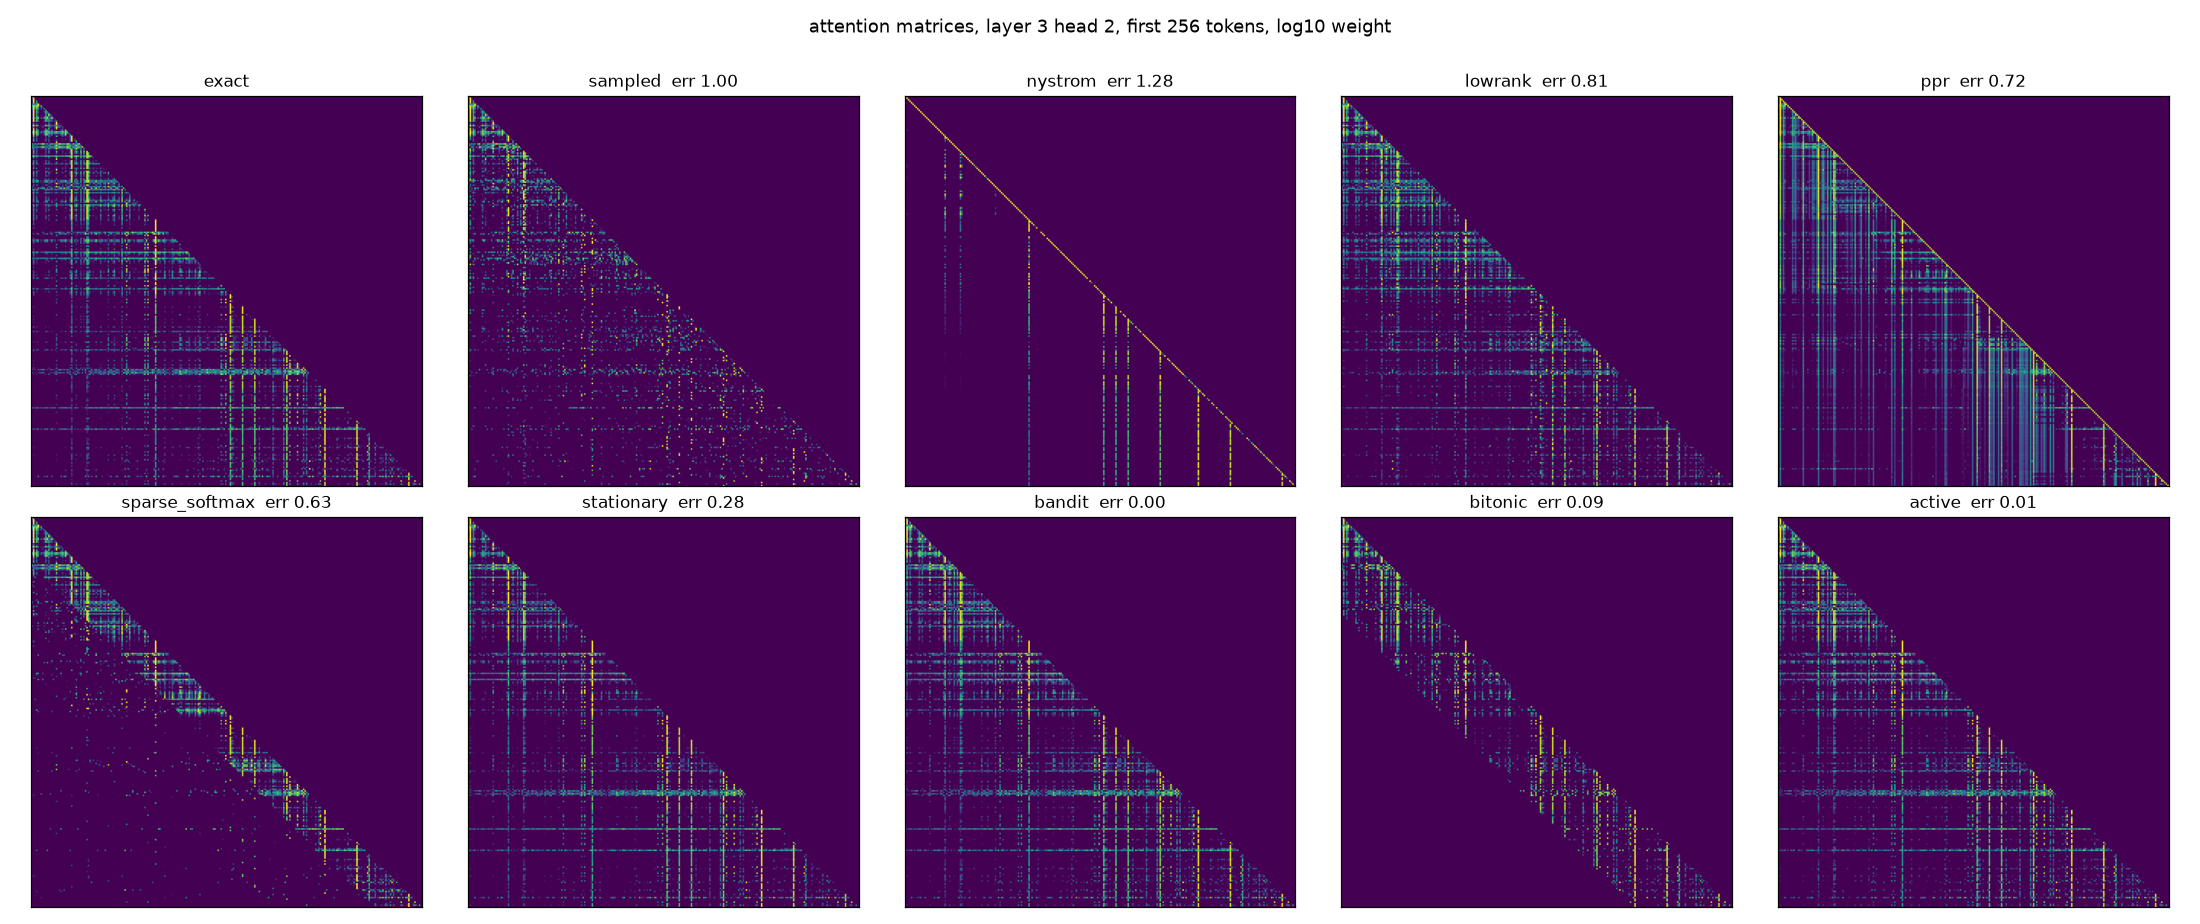 attention matrices, layer 3 head 2, first 256 tokens, log10 weight
exact
sampled  err 1.00
nystrom  err 1.28
lowrank  err 0.81
ppr  err 0.72
sparse_softmax  err 0.63
stationary  err 0.28
bandit  err 0.00
bitonic  err 0.09
active  err 0.01